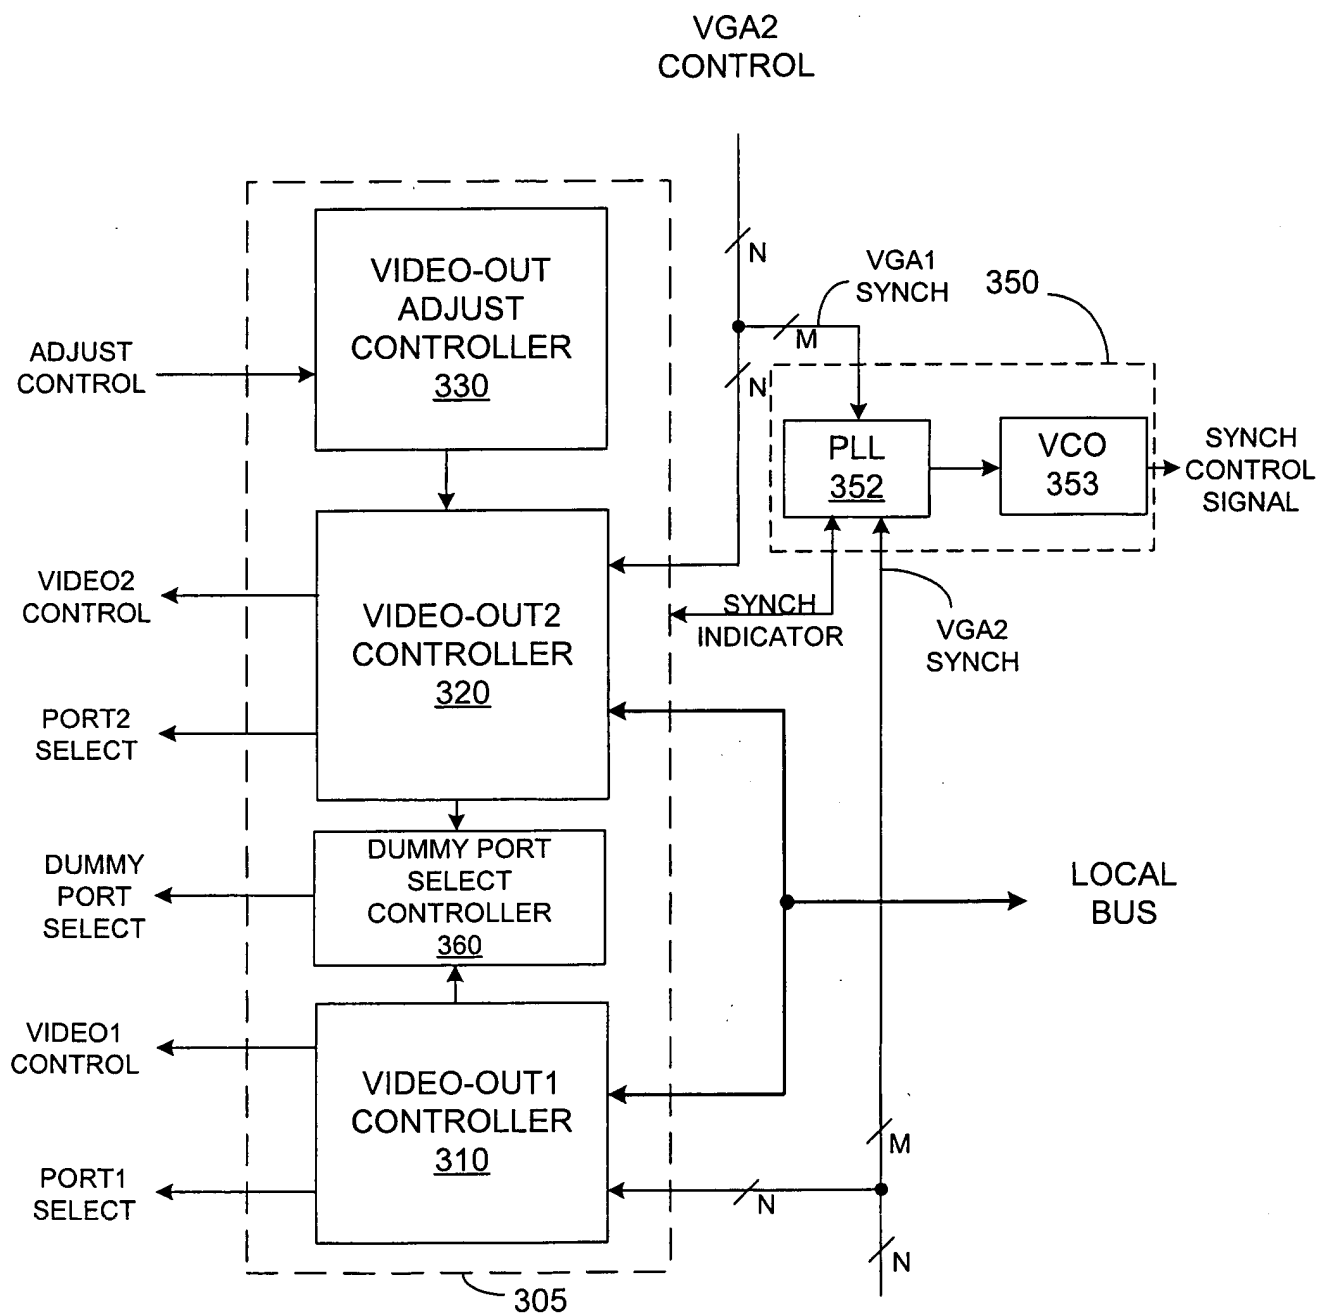 VGA2
CONTROL
N
VGA1
SYNCH
350
M
N
VIDEO-OUT
ADJUST
CONTROLLER
330
ADJUST
CONTROL
PLL
352
VCO
353
SYNCH
CONTROL
SIGNAL
VIDEO2
CONTROL
VIDEO-OUT2
CONTROLLER
320
SYNCH
INDICATOR
VGA2
SYNCH
PORT2
SELECT
DUMMY
PORT
SELECT
DUMMY PORT
SELECT
CONTROLLER
360
LOCAL
BUS
VIDEO1
CONTROL
VIDEO-OUT1
CONTROLLER
310
M
PORT1
SELECT
N
N
305